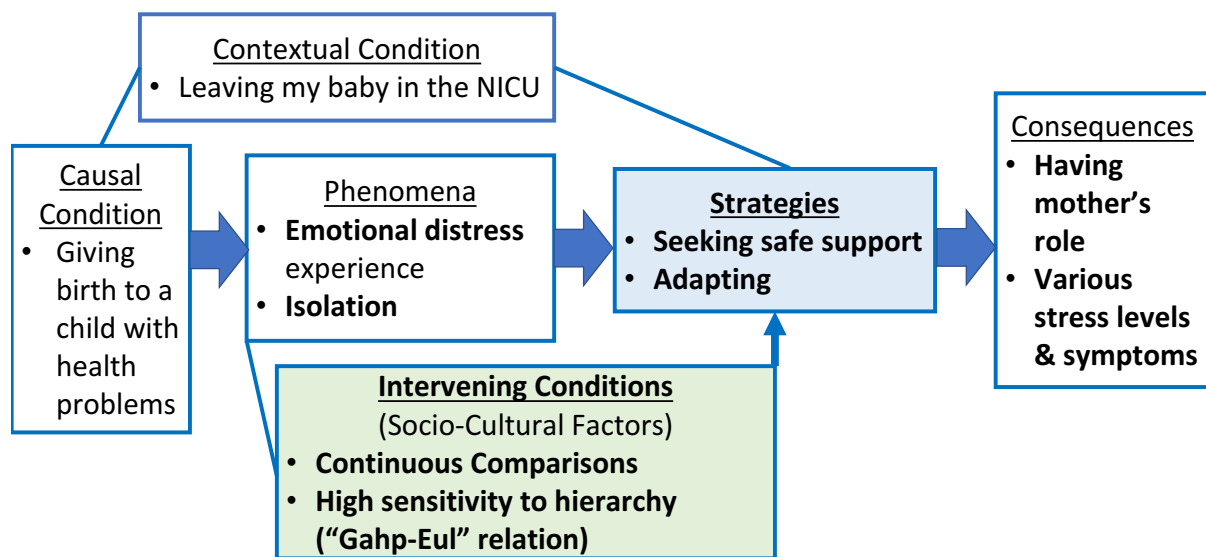 Contextual Condition
• Leaving my baby in the NICU
Causal
Condition
• Giving
birth to a
child with
health
problems
Phenomena
• Emotional distress
experience
• Isolation
Strategies
• Seeking safe support
• Adapting
Intervening Conditions
(Socio-Cultural Factors)
• Continuous Comparisons
• High sensitivity to hierarchy
(“Gahp-Eul” relation)
Consequences
• Having
mother’s
role
• Various
stress levels
& symptoms